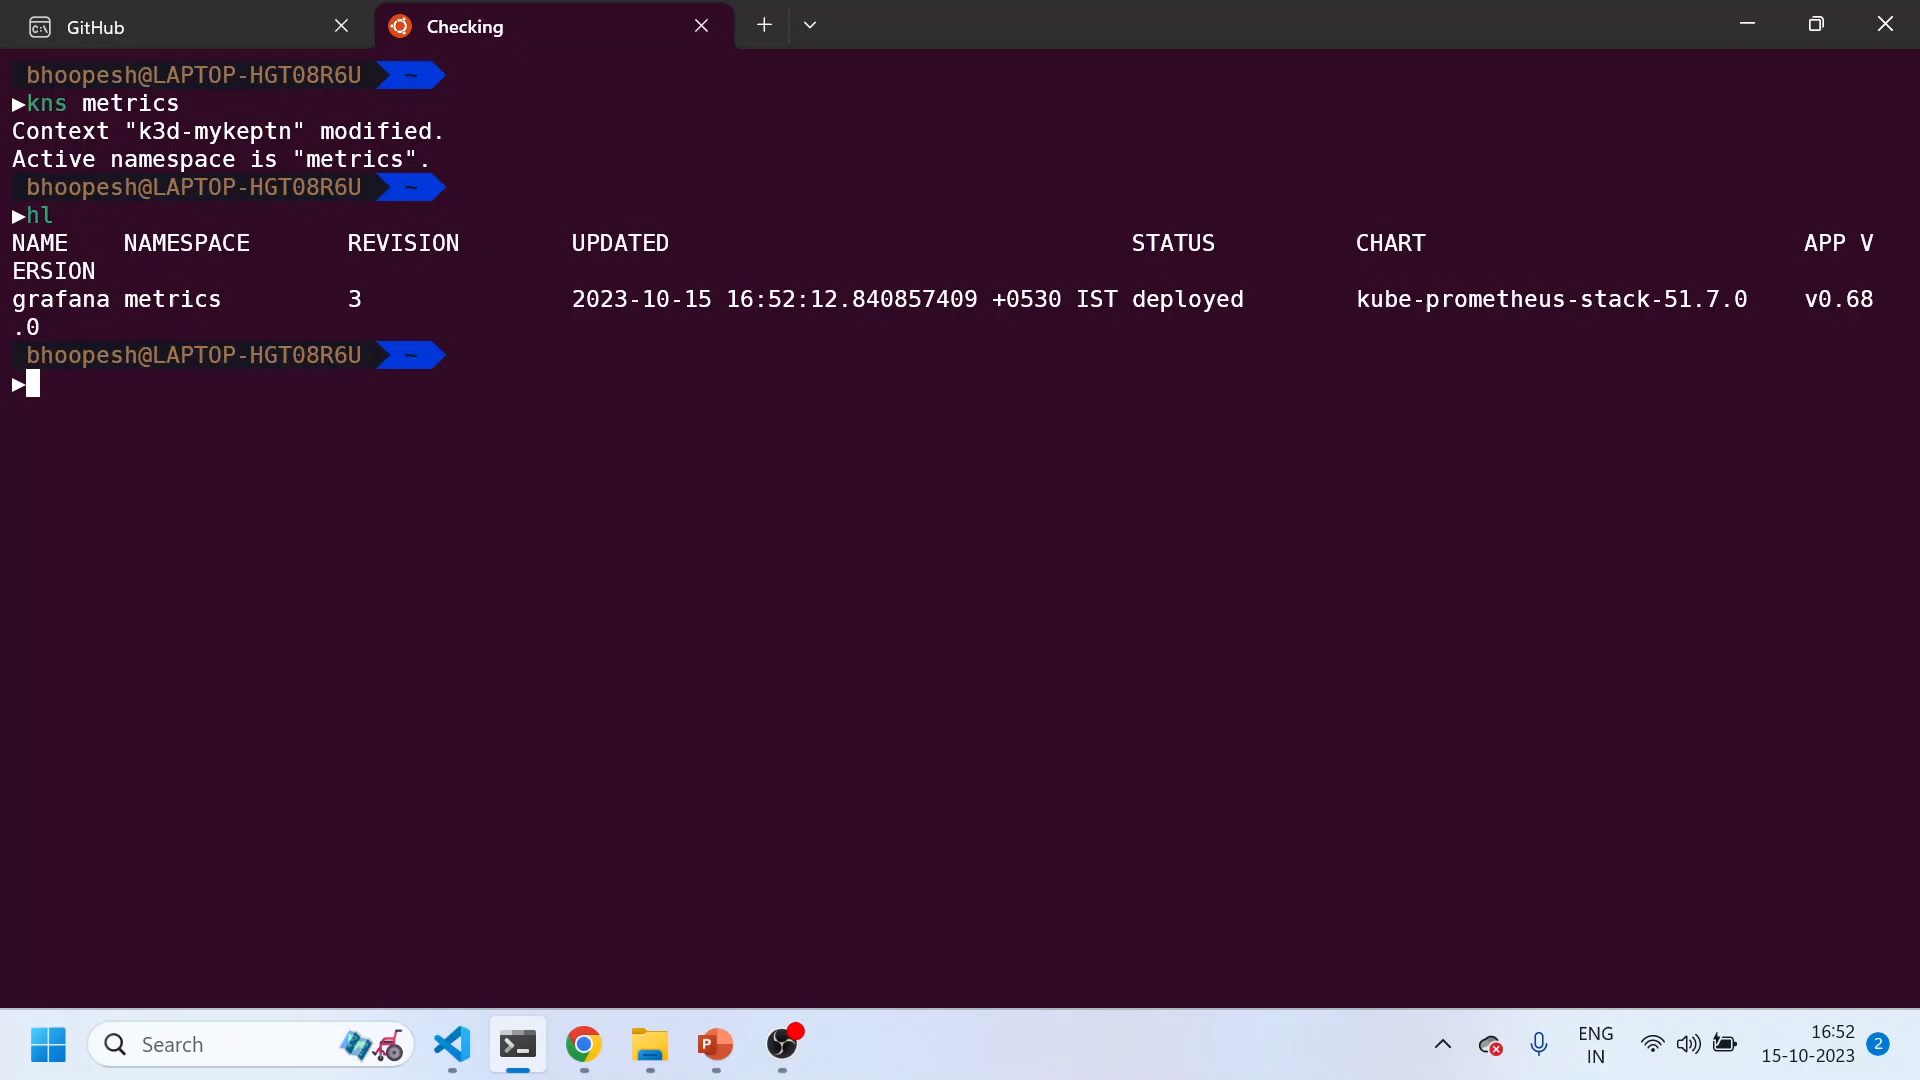 GitHub
Checking
bhoopesh@LAPTOP-HGT08R6U ~
▶kns metrics
Context "k3d-mykeptn" modified.
Active namespace is "metrics".
bhoopesh@LAPTOP-HGT08R6U ~
▶hl
NAME NAMESPACE REVISION UPDATED STATUS CHART APP V
ERSION
grafana metrics 3 2023-10-15 16:52:12.840857409 +0530 IST deployed kube-prometheus-stack-51.7.0 v0.68
.0
bhoopesh@LAPTOP-HGT08R6U ~
▶
Search
ENG
IN
16:52
15-10-2023
2